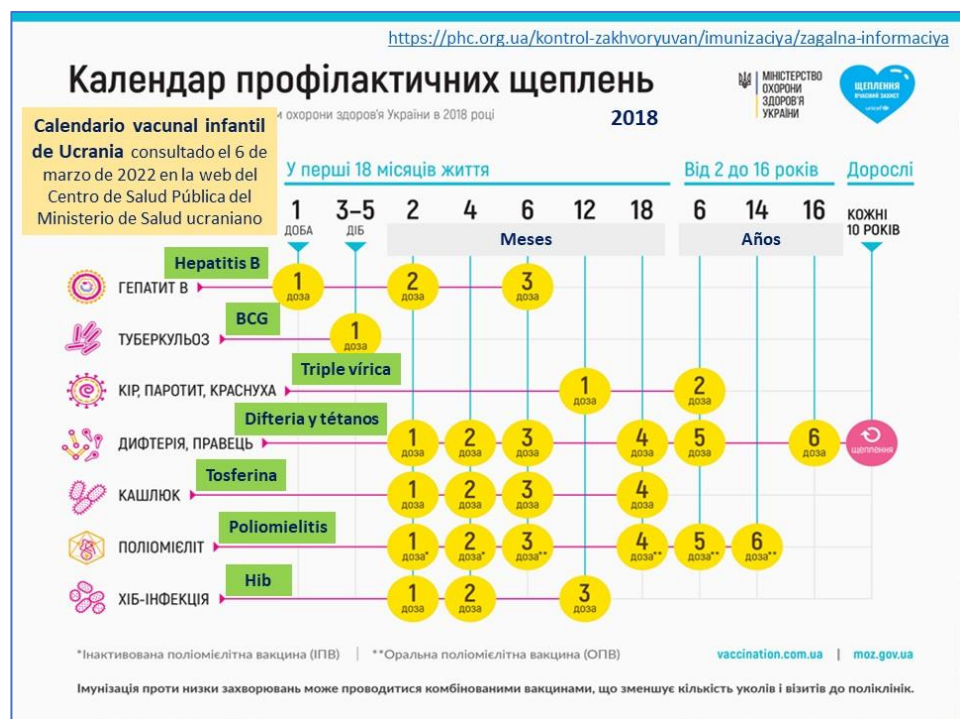 https://phc.org.ua/kontrol-zakhvoryuvan/imunizaciya/zagalna-informaciya
Календар профілактичних щеплень
МІНІСТЕРСТВО
ОХОРОНИ
ЗДОРОВ'Я
УКРАЇНИ
ЩЕПЛЕННЯ
ВЧАСНИЙ ЗАХИСТ
unicef
м охорони здоров'я України в 2018 році
2018
Calendario vacunal infantil
de Ucrania consultado el 6 de
marzo de 2022 en la web del
Centro de Salud Pública del
Ministerio de Salud ucraniano
У перші 18 місяців життя
Від 2 до 16 років
Дорослі
1 3–5 2 4 6 12 18 6 14 16 КОЖНІ
ДОБА ДІБ Meses Años 10 РОКІВ
Hepatitis B
ГЕПАТИТ В
1 доза 2 доза 3 доза
BCG
ТУБЕРКУЛЬОЗ
1 доза
Triple vírica
КІР, ПАРОТИТ, КРАСНУХА
1 доза 2 доза
Difteria y tétanos
ДИФТЕРІЯ, ПРАВЕЦЬ
1 доза 2 доза 3 доза 4 доза 5 доза 6 доза щеплення
Tosferina
КАШЛЮК
1 доза 2 доза 3 доза 4 доза
Poliomielitis
ПОЛІОМІЄЛІТ
1 доза* 2 доза* 3 доза** 4 доза** 5 доза** 6 доза**
Hib
ХІБ-ІНФЕКЦІЯ
1 доза 2 доза 3 доза
*Інактивована поліомієлітна вакцина (ІПВ) | **Оральна поліомієлітна вакцина (ОПВ)
vaccination.com.ua | moz.gov.ua
Імунізація проти низки захворювань може проводитися комбінованими вакцинами, що зменшує кількість уколів і візитів до поліклінік.